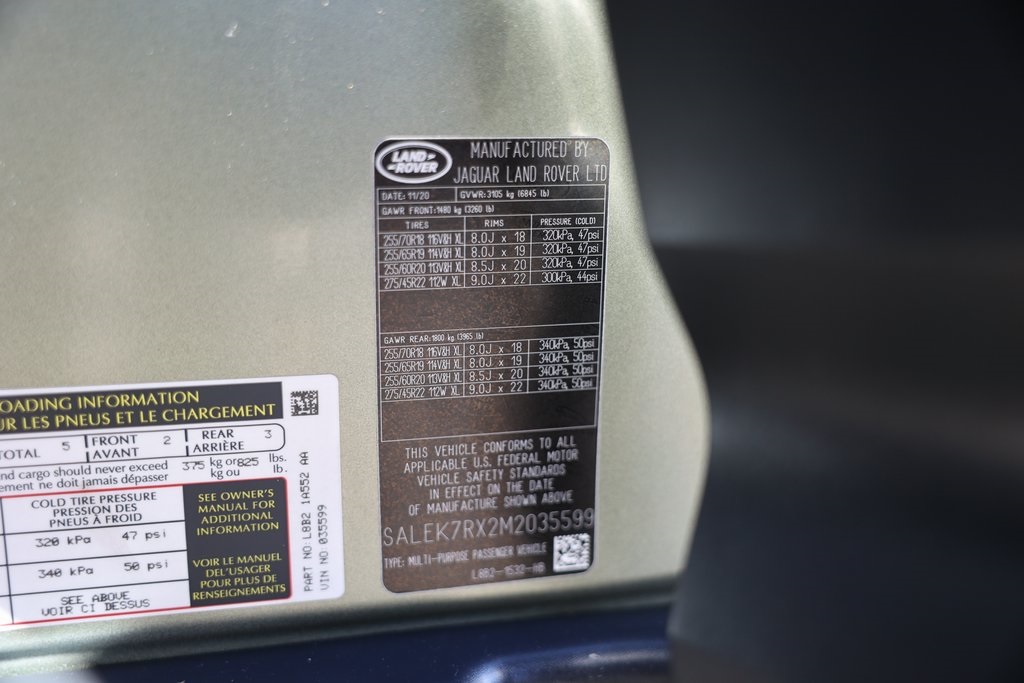 LAND ROVER
MANUFACTURED BY
JAGUAR LAND ROVER LTD
DATE: 11/20 GVWR: 3105 kg (6845 lb)
GAWR FRONT: 1480 kg (3260 lb)
TIRES RIMS PRESSURE (COLD)
255/70R18 116V&H XL 8.0J x 18 320kPa, 47psi
255/65R19 114V&H XL 8.0J x 19 320kPa, 47psi
255/60R20 113V&H XL 8.5J x 20 320kPa, 47psi
275/45R22 112W XL 9.0J x 22 300kPa, 44psi
GAWR REAR: 1800 kg (3965 lb)
255/70R18 116V&H XL 8.0J x 18 340kPa, 50psi
255/65R19 114V&H XL 8.0J x 19 340kPa, 50psi
255/60R20 113V&H XL 8.5J x 20 340kPa, 50psi
275/45R22 112W XL 9.0J x 22 340kPa, 50psi
THIS VEHICLE CONFORMS TO ALL
APPLICABLE U.S. FEDERAL MOTOR
VEHICLE SAFETY STANDARDS
IN EFFECT ON THE DATE
OF MANUFACTURE SHOWN ABOVE
SALEK7RX2M2035599
TYPE: MULTI-PURPOSE PASSENGER VEHICLE
L8B2-1532-HB
OADING INFORMATION
UR LES PNEUS ET LE CHARGEMENT
TOTAL 5 FRONT AVANT 2 REAR ARRIÈRE 3
nd cargo should never exceed 375 kg or 825 lbs.
ement ne doit jamais dépasser kg ou lb.
COLD TIRE PRESSURE
PRESSION DES
PNEUS À FROID
320 kPa 47 psi
340 kPa 50 psi
SEE ABOVE
VOIR CI DESSUS
SEE OWNER'S
MANUAL FOR
ADDITIONAL
INFORMATION
VOIR LE MANUEL
DEL'USAGER
POUR PLUS DE
RENSEIGNEMENTS
PART NO: L8B2 1A552 AA
VIN NO: 035599